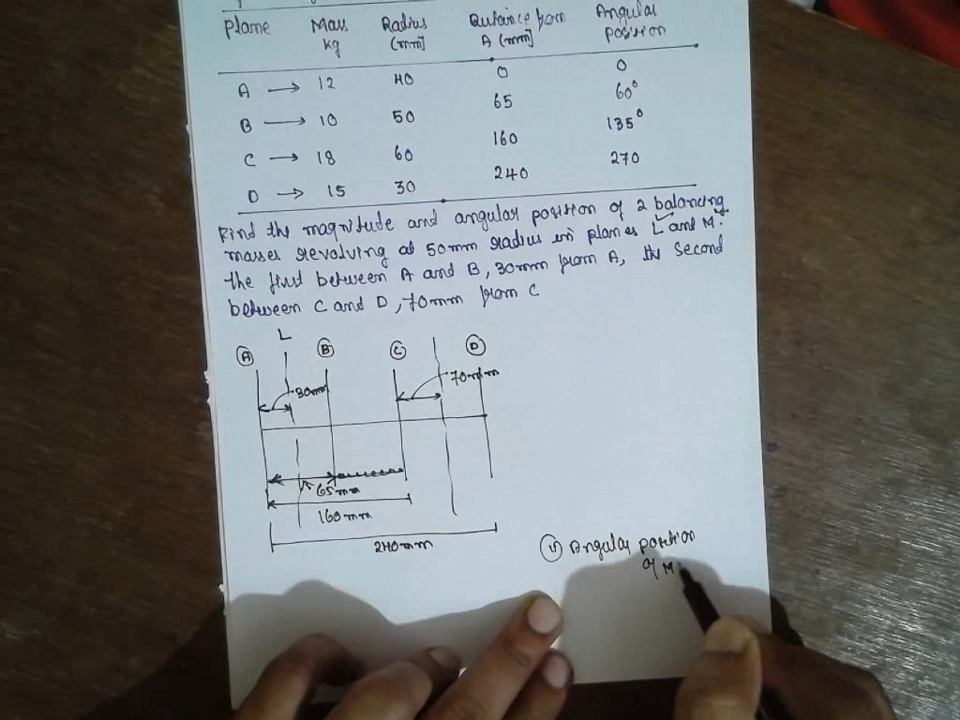 Plane Mass Radius Distance from Angular
kg (mm) A (mm) position
A → 12 40 0 0
B → 10 50 65 60°
C → 18 60 160 135°
D → 15 30 240 270
Find the magnitude and angular position of 2 balancing
masses revolving at 50mm radius in planes L and M.
the first between A and B, 30mm from A, the second
between C and D, 70mm from C
L
A B C D
30mm 70mm
65mm
160mm
240mm
Angular position
of M